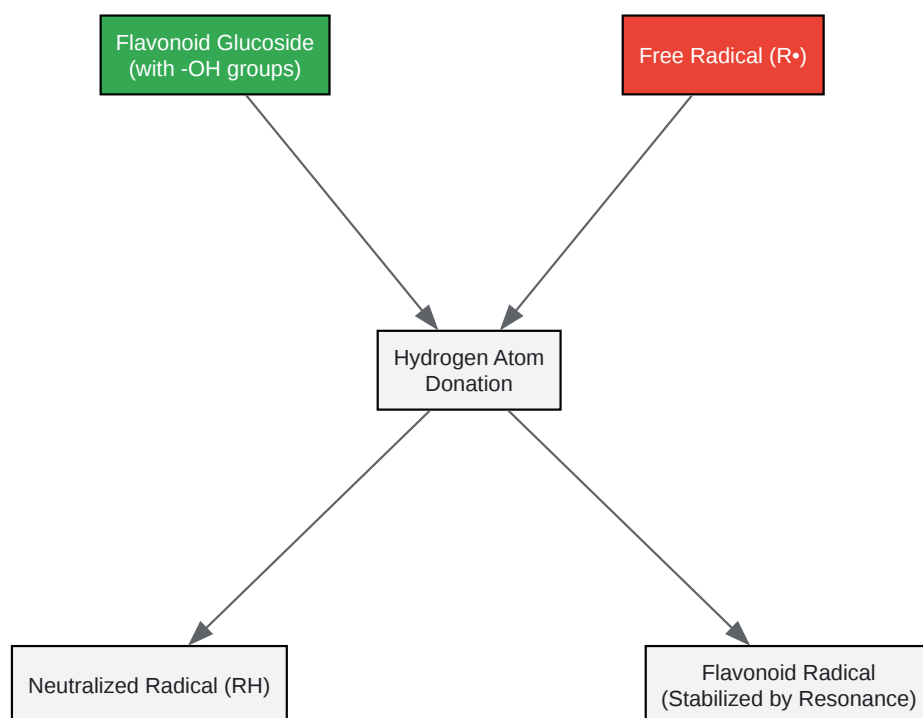 Flavonoid Glucoside
(with -OH groups)
Free Radical (R•)
Hydrogen Atom
Donation
Neutralized Radical (RH)
Flavonoid Radical
(Stabilized by Resonance)